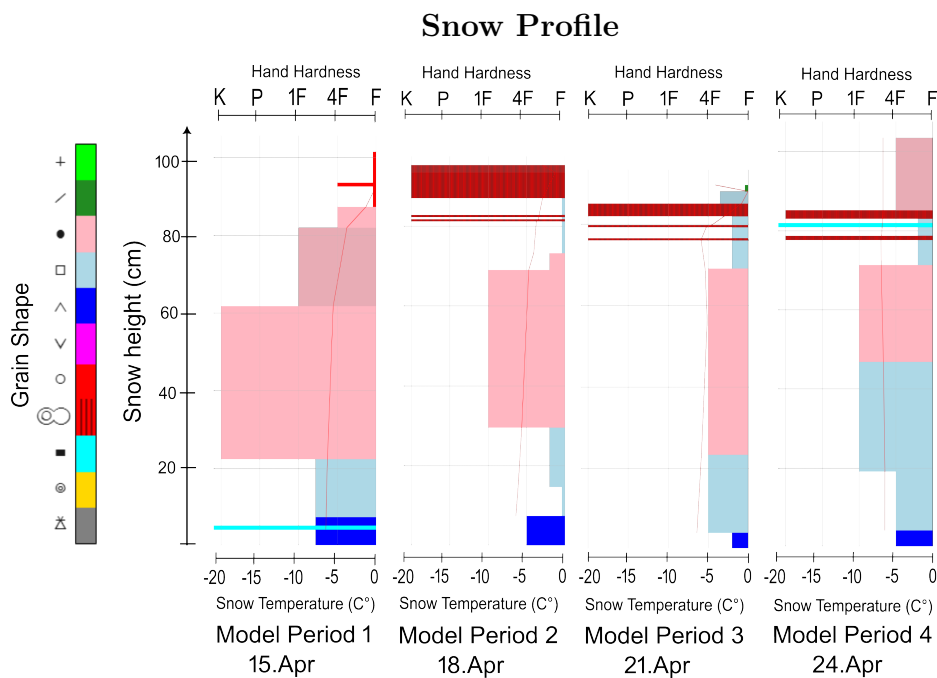 Snow Profile
Hand Hardness Hand Hardness Hand Hardness Hand Hardness
K P 1F 4F F K P 1F 4F F K P 1F 4F F K P 1F 4F F
Grain Shape
Snow height (cm)
100
80
60
40
20
-20 -15 -10 -5 0 -20 -15 -10 -5 0 -20 -15 -10 -5 0 -20 -15 -10 -5 0
Snow Temperature (C°) Snow Temperature (C°) Snow Temperature (C°) Snow Temperature (C°)
Model Period 1 Model Period 2 Model Period 3 Model Period 4
15.Apr 18.Apr 21.Apr 24.Apr